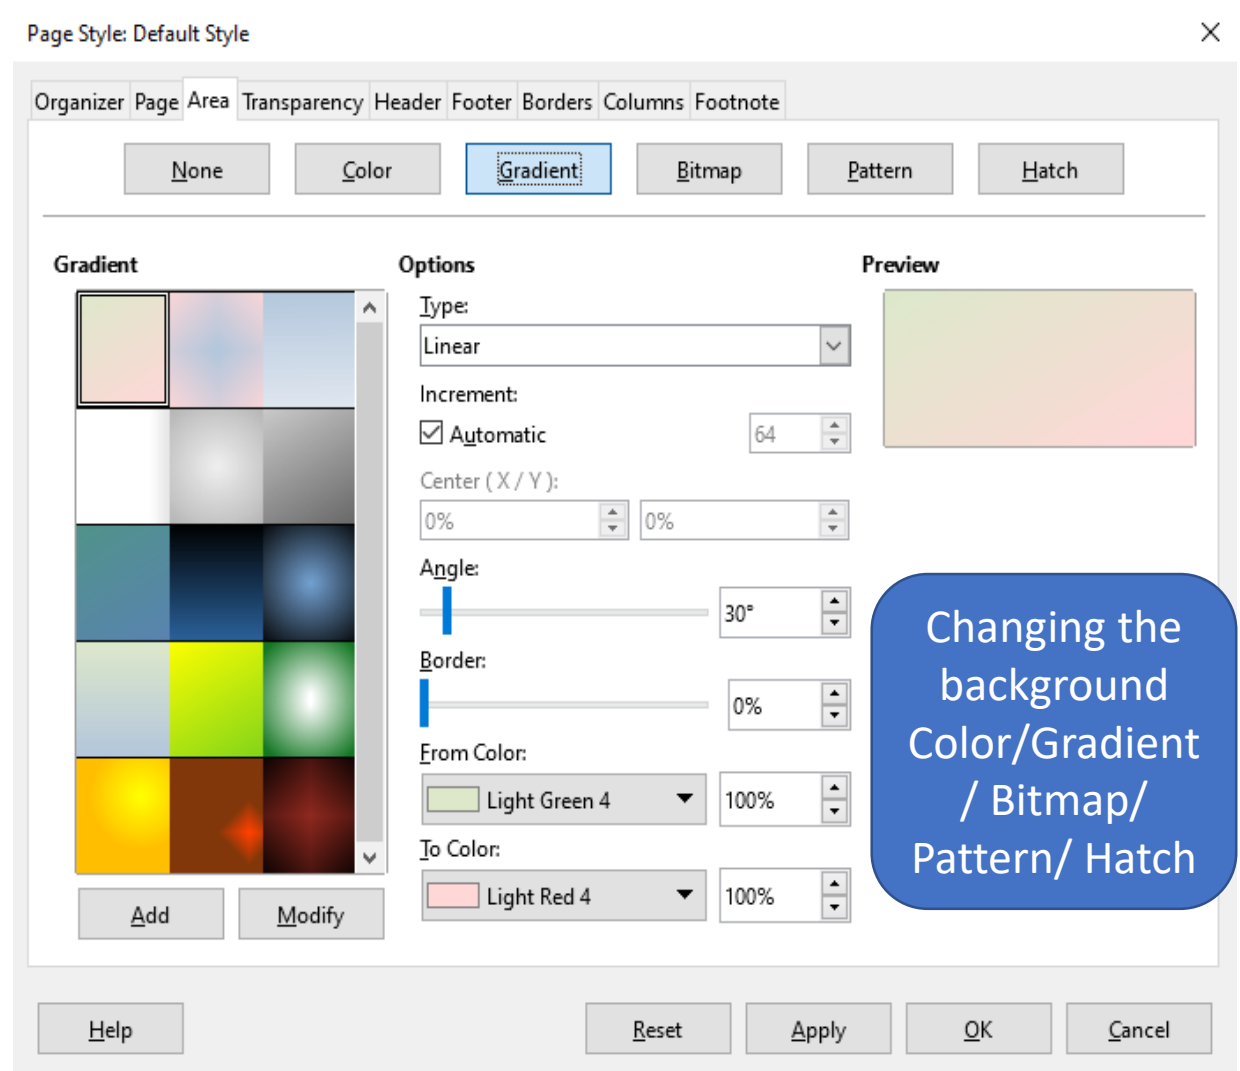 Page Style: Default Style
Organizer Page Area Transparency Header Footer Borders Columns Footnote
None Color Gradient Bitmap Pattern Hatch
Gradient
Options
Preview
Type:
Linear
Increment:
Automatic 64
Center ( X / Y ):
0% 0%
Angle:
30°
Border:
0%
From Color:
Light Green 4 100%
To Color:
Light Red 4 100%
Add Modify
Changing the
background
Color/Gradient
/ Bitmap/
Pattern/ Hatch
Help Reset Apply OK Cancel